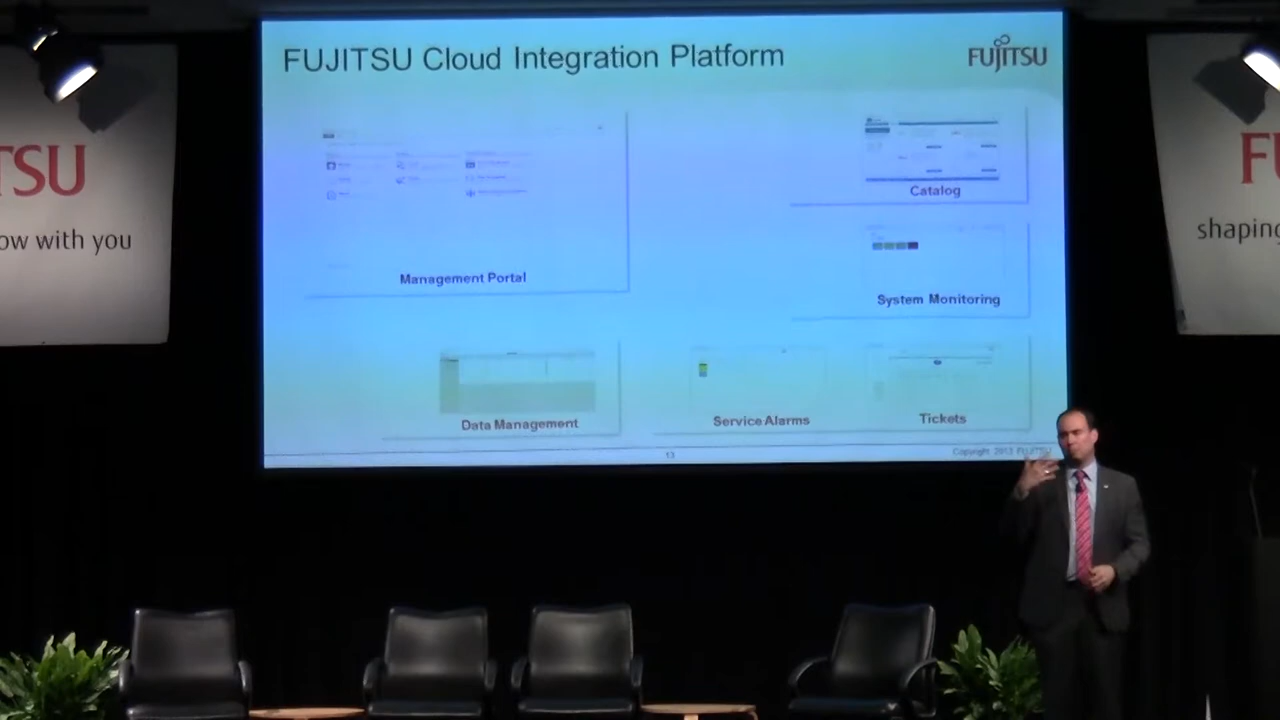 FUJITSU Cloud Integration Platform
FUJITSU
Catalog
Management Portal
System Monitoring
Data Management
Service Alarms
Tickets
13
Copyright 2013 FUJITSU
TSU
ow with you
FU
shaping